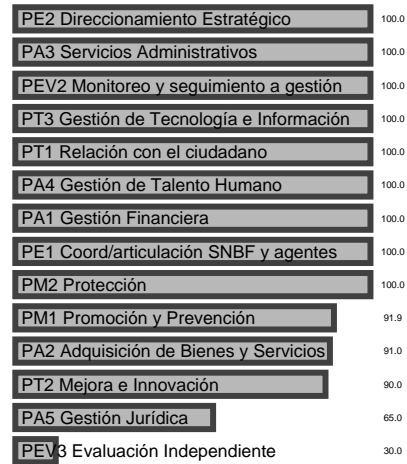 PE2 Direccionamiento Estratégico 100.0
PA3 Servicios Administrativos 100.0
PEV2 Monitoreo y seguimiento a gestión 100.0
PT3 Gestión de Tecnología e Información 100.0
PT1 Relación con el ciudadano 100.0
PA4 Gestión de Talento Humano 100.0
PA1 Gestión Financiera 100.0
PE1 Coord/articulación SNBF y agentes 100.0
PM2 Protección 100.0
PM1 Promoción y Prevención 91.9
PA2 Adquisición de Bienes y Servicios 91.0
PT2 Mejora e Innovación 90.0
PA5 Gestión Jurídica 65.0
PEV3 Evaluación Independiente 30.0